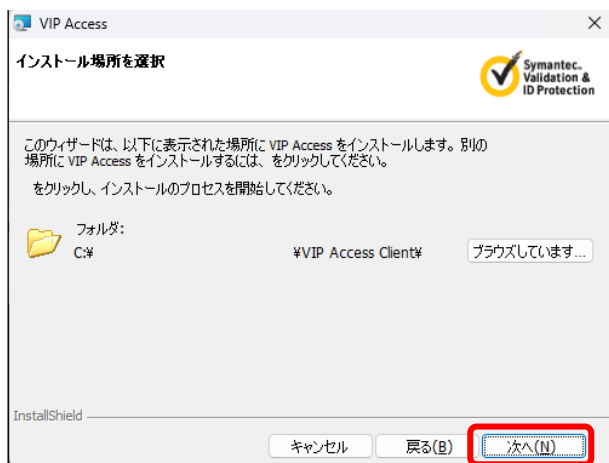 VIP Access
インストール場所を選択
Symantec.
Validation &
ID Protection
このウィザードは、以下に表示された場所に VIP Access をインストールします。別の
場所に VIP Access をインストールするには、 をクリックしてください。
をクリックし、インストールのプロセスを開始してください。
フォルダ:
C:¥ ¥VIP Access Client¥ ブラウズしています...
InstallShield
キャンセル 戻る(B) 次へ(N)